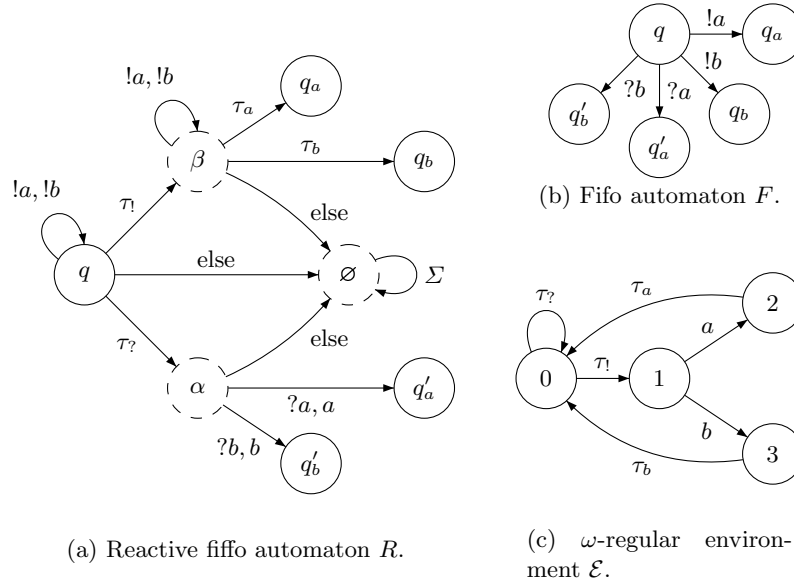 !a, !b
q_a
τ_a
β
τ_b
q_b
!a, !b
τ_!
else
q
else
∅
Σ
τ_?
else
α
?a, a
q′_a
?b, b
q′_b
(a) Reactive fiffo automaton R.
q
!a
q_a
!b
?b
?a
q′_b
q_b
q′_a
(b) Fifo automaton F.
τ_?
τ_a
2
a
0
τ_!
1
b
τ_b
3
(c) ω-regular environ-
ment ℰ.